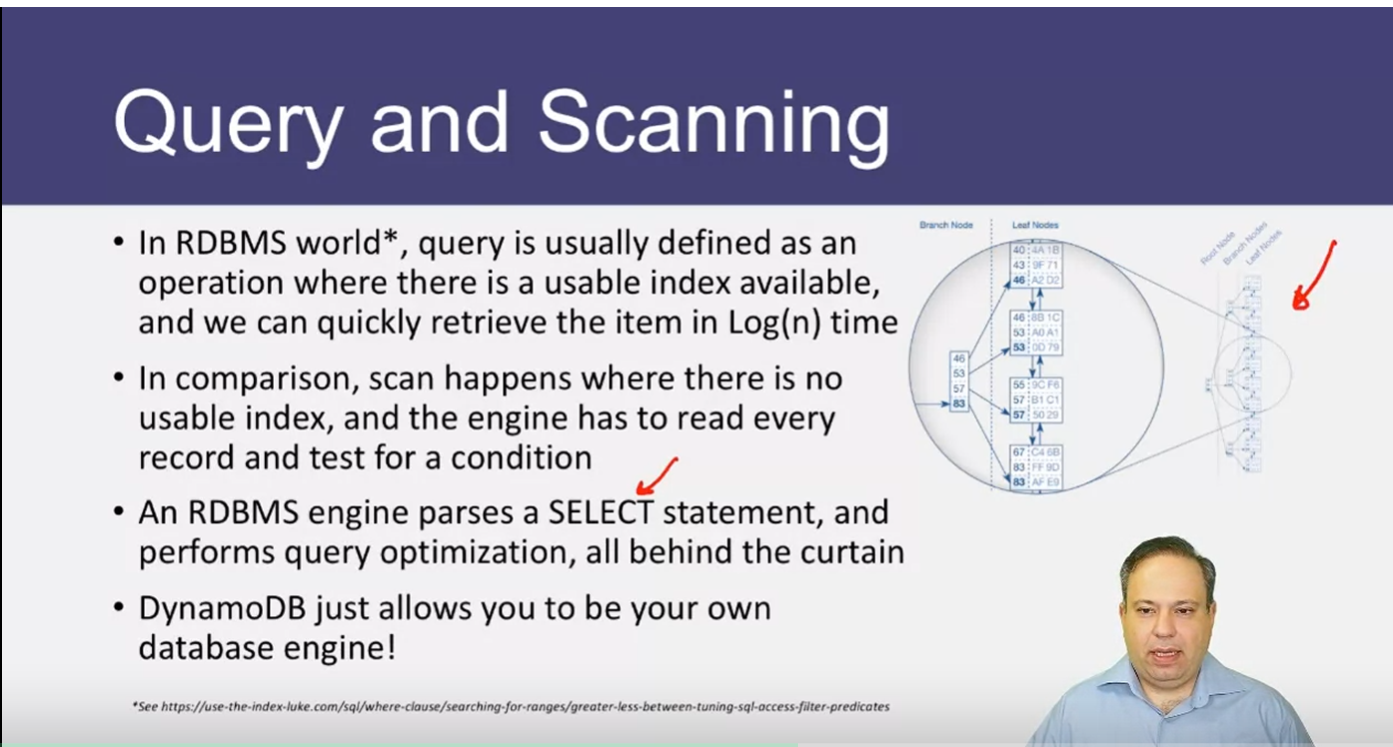 Query and Scanning
• In RDBMS world*, query is usually defined as an
operation where there is a usable index available,
and we can quickly retrieve the item in Log(n) time
• In comparison, scan happens where there is no
usable index, and the engine has to read every
record and test for a condition
• An RDBMS engine parses a SELECT statement, and
performs query optimization, all behind the curtain
• DynamoDB just allows you to be your own
database engine!
*See https://use-the-index-luke.com/sql/where-clause/searching-for-ranges/greater-less-between-tuning-sql-access-filter-predicates
Branch Node
Leaf Nodes
46
53
57
83
40 4A 1B
43 9F 71
46 A2 D2
46 8B 1C
53 A0 A1
53 0D 79
55 9C F6
57 B1 C1
57 50 29
67 C4 6B
83 FF 9D
83 AF E9
Root Node
Branch Nodes
Leaf Nodes